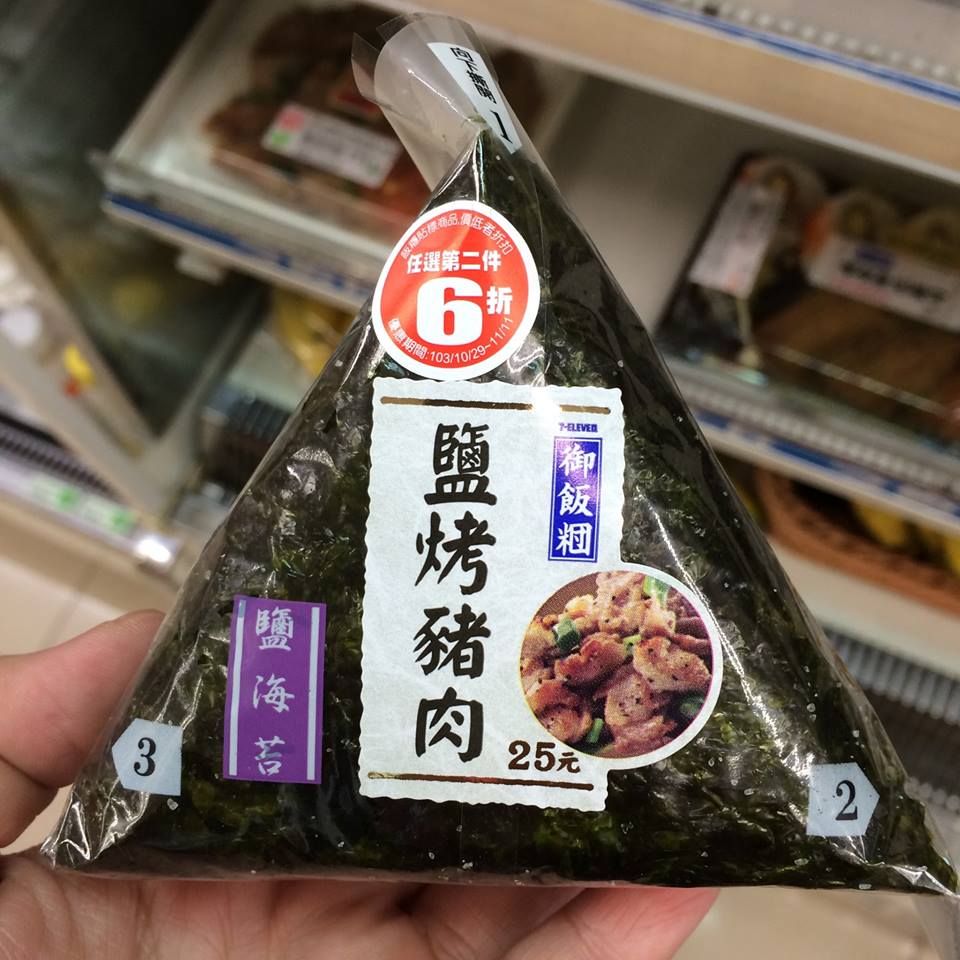 向下撕開
1
飯糰貼標商品,價低者折扣
任選第二件
6折
優惠期間:103/10/29~11/11
7-ELEVEN
御飯糰
鹽烤豬肉
25元
鹽海苔
3
2